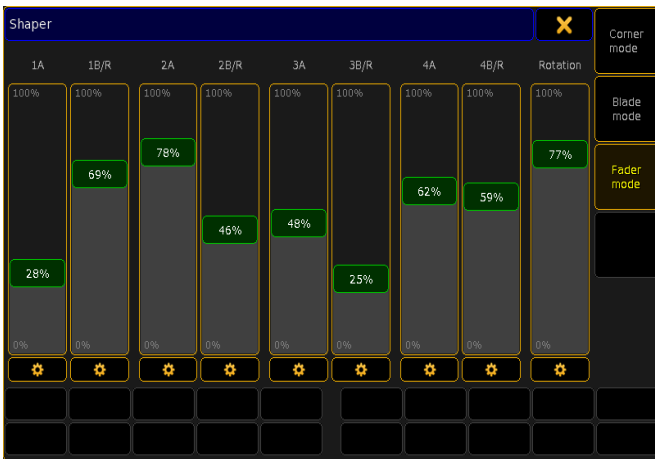 Shaper
Corner
mode
1A 1B/R 2A 2B/R 3A 3B/R 4A 4B/R Rotation
100% 100% 100% 100% 100% 100% 100% 100% 100%
Blade
mode
78%
77%
69%
Fader
mode
62%
59%
48%
46%
28%
25%
0% 0% 0% 0% 0% 0% 0% 0% 0%